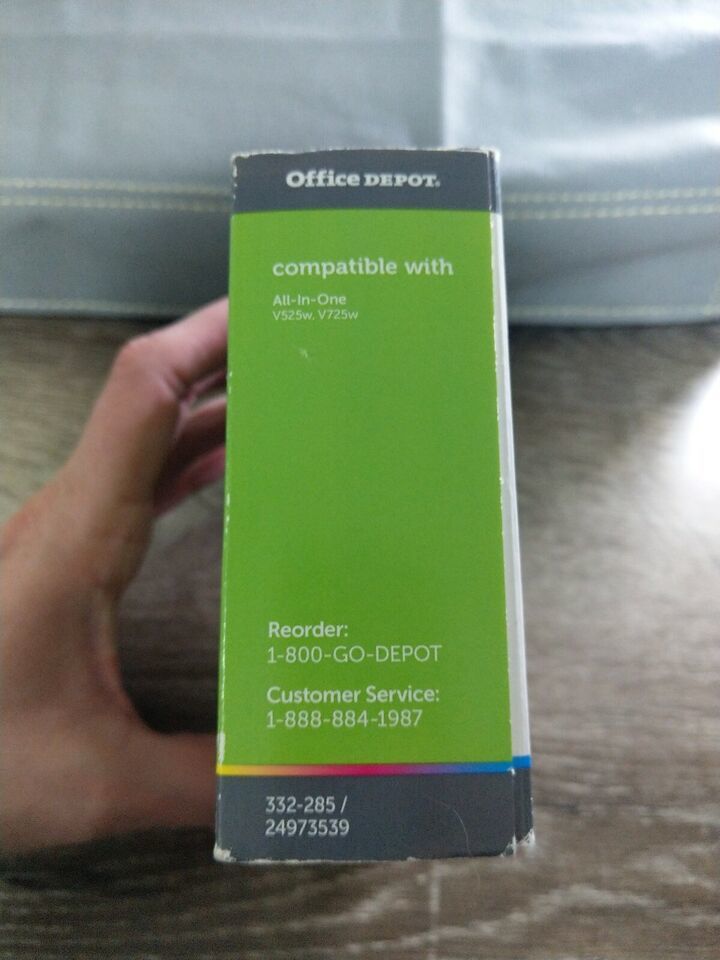 Office DEPOT.
compatible with
All-In-One
V525w, V725w
Reorder:
1-800-GO-DEPOT
Customer Service:
1-888-884-1987
332-285 /
24973539